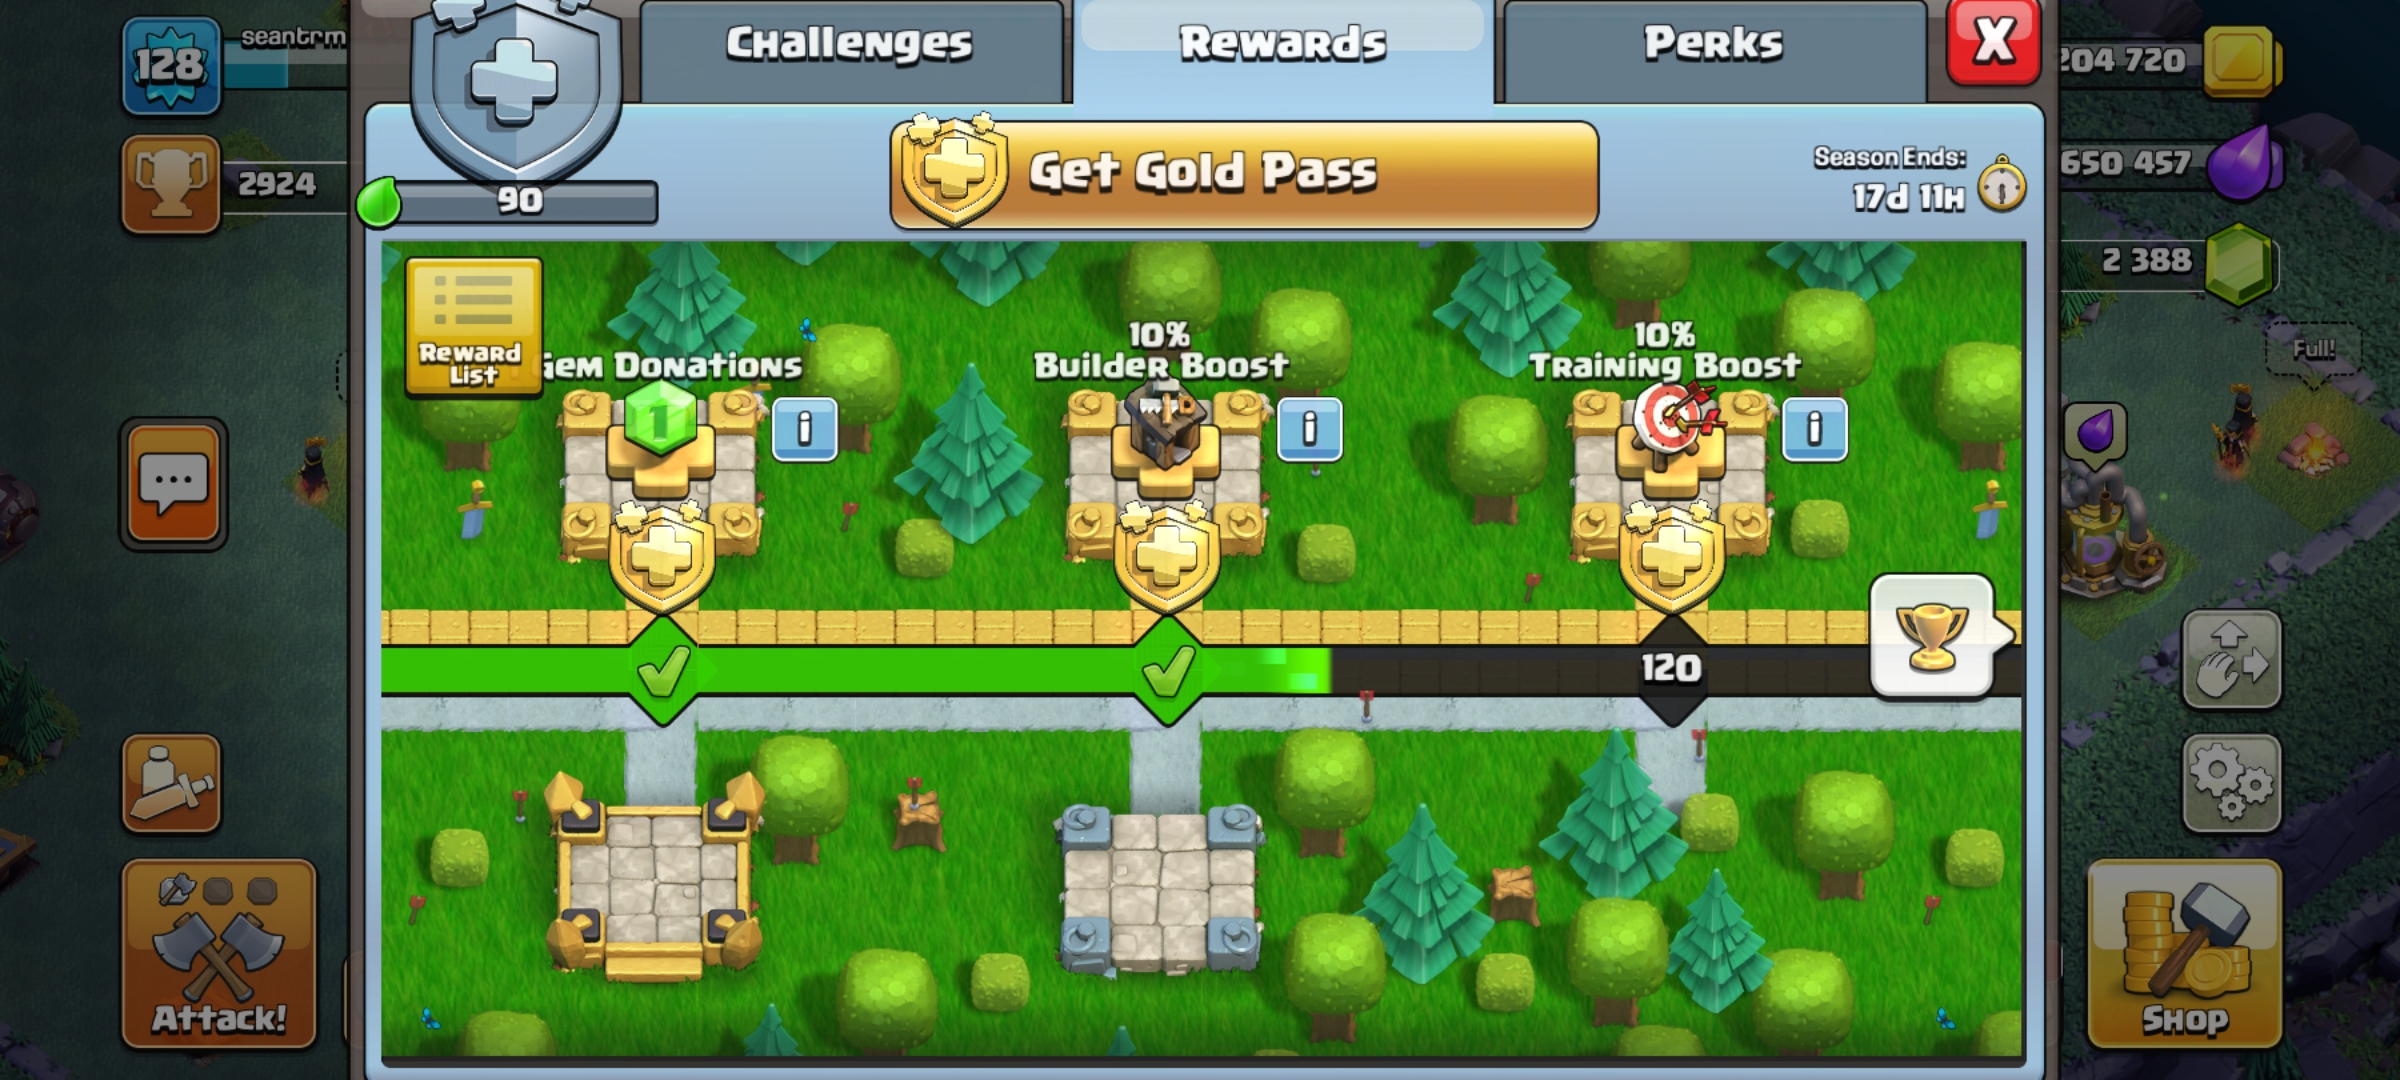 128
seantrm
Challenges
Rewards
Perks
X
204 720
2924
90
Get Gold Pass
Season Ends:
17d 11H
650 457
2 388
Reward
List
Gem Donations
10%
Builder Boost
10%
Training Boost
Full!
1
i
i
i
120
Attack!
Shop